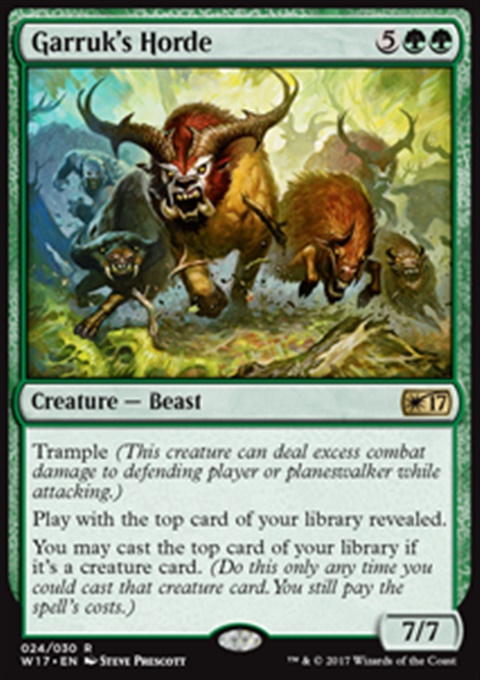 Garruk's Horde 5
Creature — Beast
17
Trample (This creature can deal excess combat
damage to defending player or planeswalker while
attacking.)
Play with the top card of your library revealed.
You may cast the top card of your library if
it's a creature card. (Do this only any time you
could cast that creature card. You still pay the
spell's costs.)
7/7
024/030 R
W17 • EN Steve Prescott
™ & © 2017 Wizards of the Coast